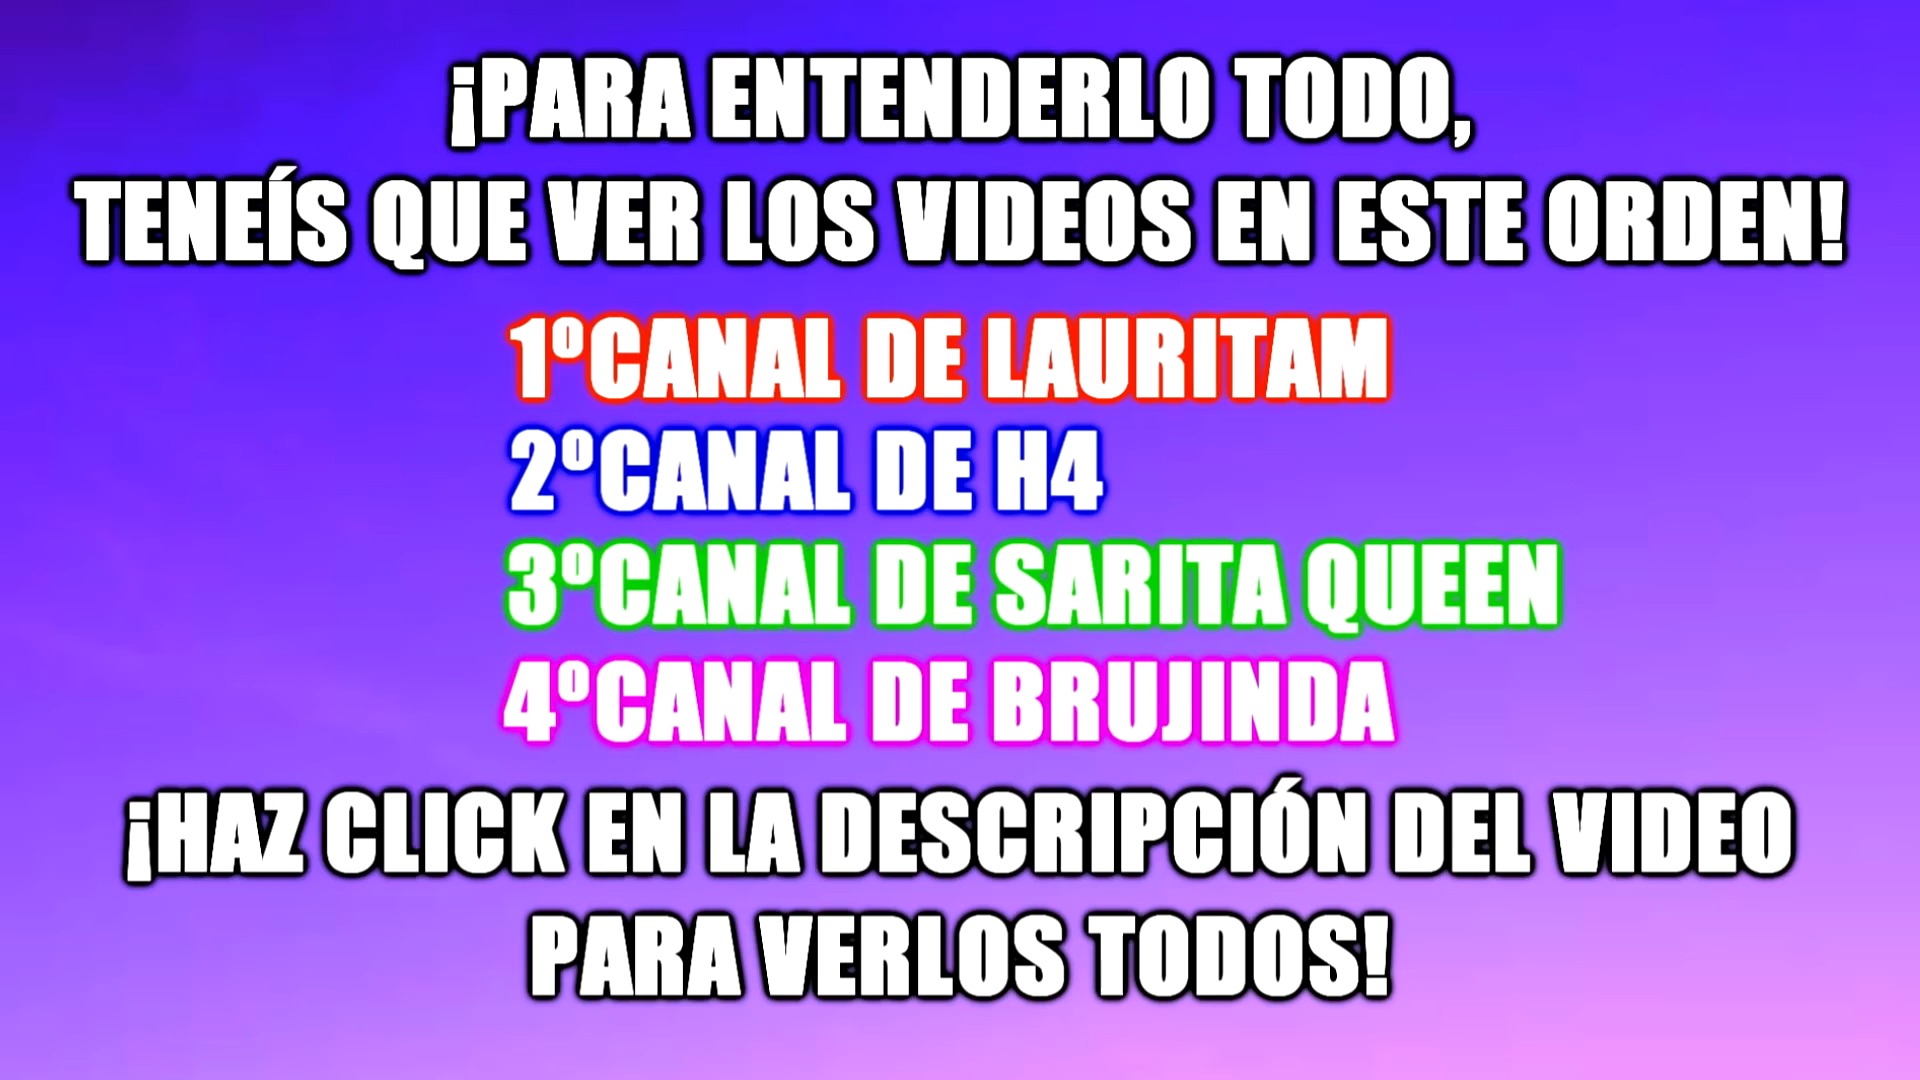 ¡PARA ENTENDERLO TODO,
TENEÍS QUE VER LOS VIDEOS EN ESTE ORDEN!
1ºCANAL DE LAURITAM
2ºCANAL DE H4
3ºCANAL DE SARITA QUEEN
4ºCANAL DE BRUJINDA
¡HAZ CLICK EN LA DESCRIPCIÓN DEL VIDEO
PARA VERLOS TODOS!